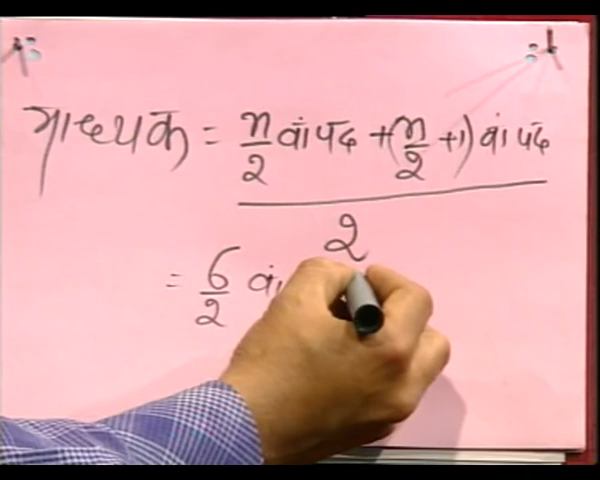 माध्यक = n/2 वां पद + (n/2 + 1) वां पद
2
= 6/2 वां